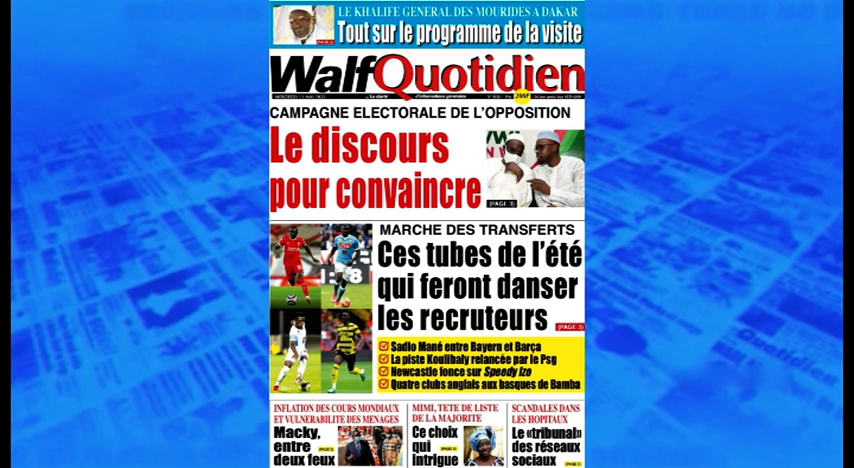 LE KHALIFE GENERAL DES MOURIDES A DAKAR
Tout sur le programme de la visite
WalfQuotidien
CAMPAGNE ELECTORALE DE L'OPPOSITION
Le discours
pour convaincre
(PAGE 3)
MARCHE DES TRANSFERTS
Ces tubes de l'été
qui feront danser
les recruteurs
(PAGE 3)
Sadio Mané entre Bayern et Barça
La piste Koulibaly relancée par le Psg
Newcastle fonce sur Speedy Izo
Quatre clubs anglais aux basques de Bamba
INFLATION DES COURS MONDIAUX
ET VULNERABILITE DES MENAGES
Macky,
entre
deux feux
MIMI, TETE DE LISTE
DE LA MAJORITE
Ce choix
qui
intrigue
SCANDALES DANS
LES HOPITAUX
Le «tribunal»
des réseaux
sociaux
Quotidien